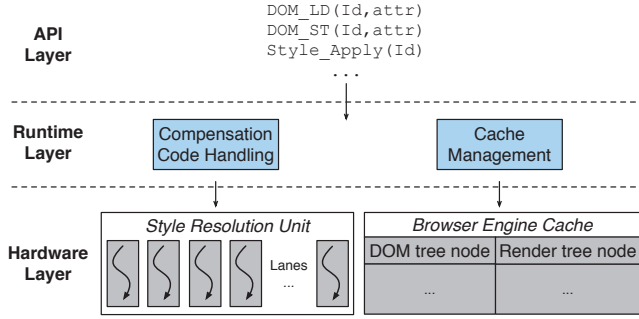 DOM_LD(Id,attr)
DOM_ST(Id,attr)
Style_Apply(Id)
...
API
Layer
Runtime
Layer
Compensation
Code Handling
Cache
Management
Hardware
Layer
Style Resolution Unit
Lanes
...
Browser Engine Cache
DOM tree node Render tree node
... ...